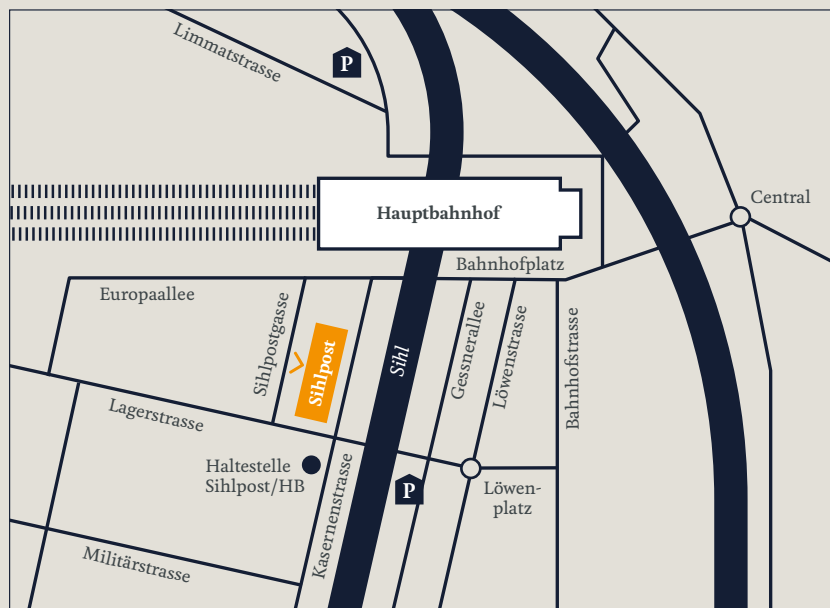 Limmatstrasse
P
Central
Hauptbahnhof
Bahnhofplatz
Europaallee
Sihlpostgasse
Sihlpost
Sihl
Gessnerallee
Löwenstrasse
Bahnhofstrasse
Lagerstrasse
Haltestelle
Sihlpost/HB
Kasernenstrasse
P
Löwen-
platz
Militärstrasse